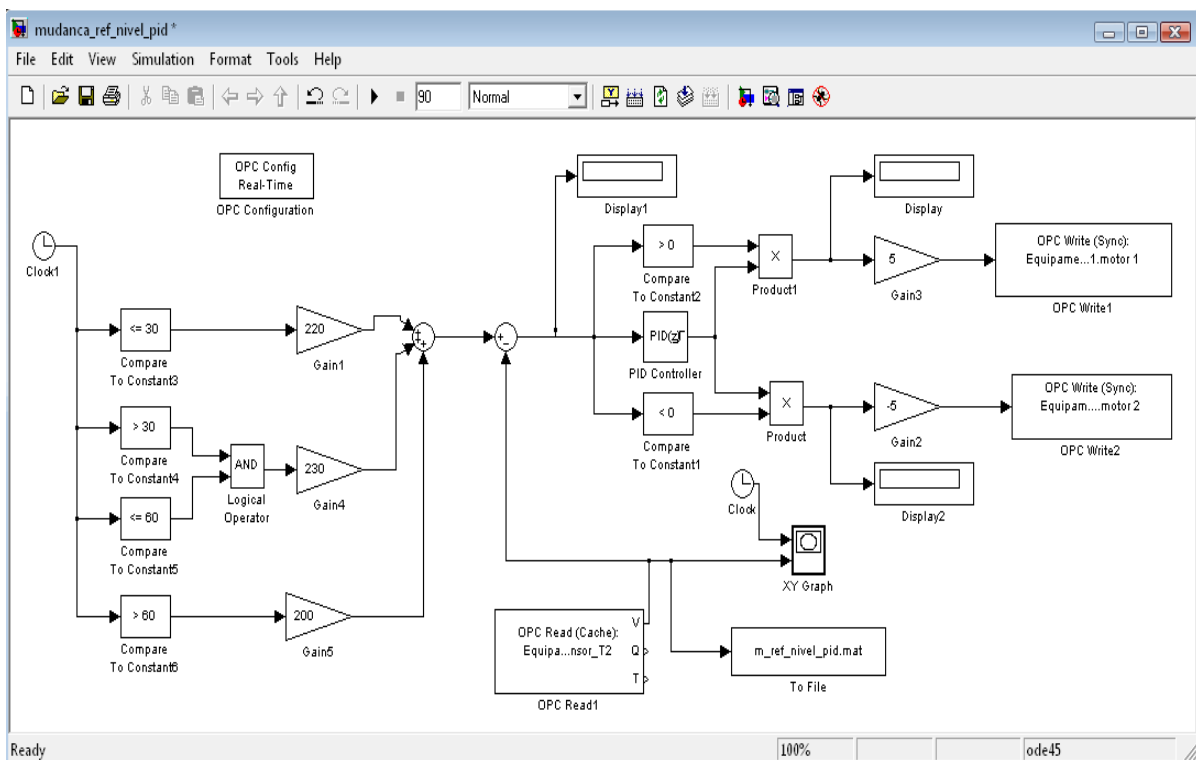 mudanca_ref_nivel_pid *
File Edit View Simulation Format Tools Help
90 Normal
OPC Config
Real-Time
OPC Configuration
Clock1
<= 30
Compare
To Constant3
220
Gain1
> 30
Compare
To Constant4
AND
Logical
Operator
230
Gain4
<= 60
Compare
To Constant5
> 60
Compare
To Constant6
200
Gain5
Display1
> 0
Compare
To Constant2
PID(z)
PID Controller
< 0
Compare
To Constant1
X
Product1
X
Product
Display
5
Gain3
OPC Write (Sync):
Equipame...1.motor 1
OPC Write1
-5
Gain2
OPC Write (Sync):
Equipam....motor 2
OPC Write2
Display2
Clock
XY Graph
OPC Read (Cache):
Equipa...nsor_T2
V
Q
T
OPC Read1
m_ref_nivel_pid.mat
To File
Ready 100% ode45